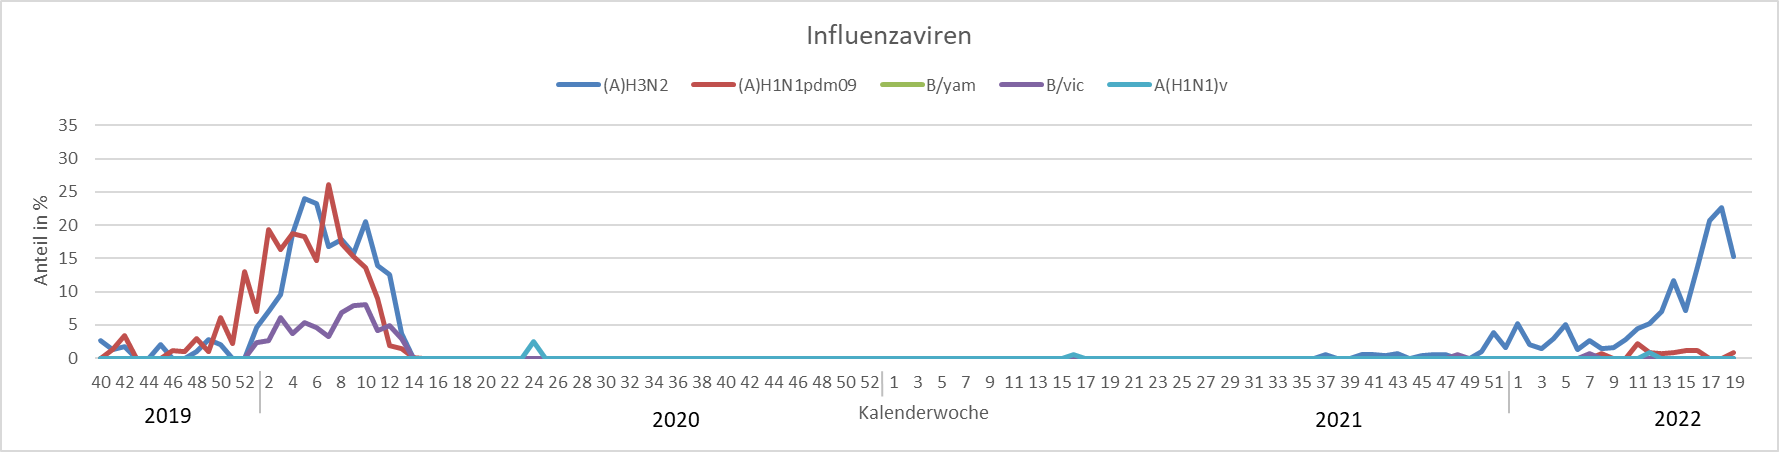 Influenzaviren
(A)H3N2 (A)H1N1pdm09 B/yam B/vic A(H1N1)v
Anteil in %
35
30
25
20
15
10
5
0
40 42 44 46 48 50 52 2 4 6 8 10 12 14 16 18 20 22 24 26 28 30 32 34 36 38 40 42 44 46 48 50 52 1 3 5 7 9 11 13 15 17 19 21 23 25 27 29 31 33 35 37 39 41 43 45 47 49 51 1 3 5 7 9 11 13 15 17 19
2019 2020 Kalenderwoche 2021 2022